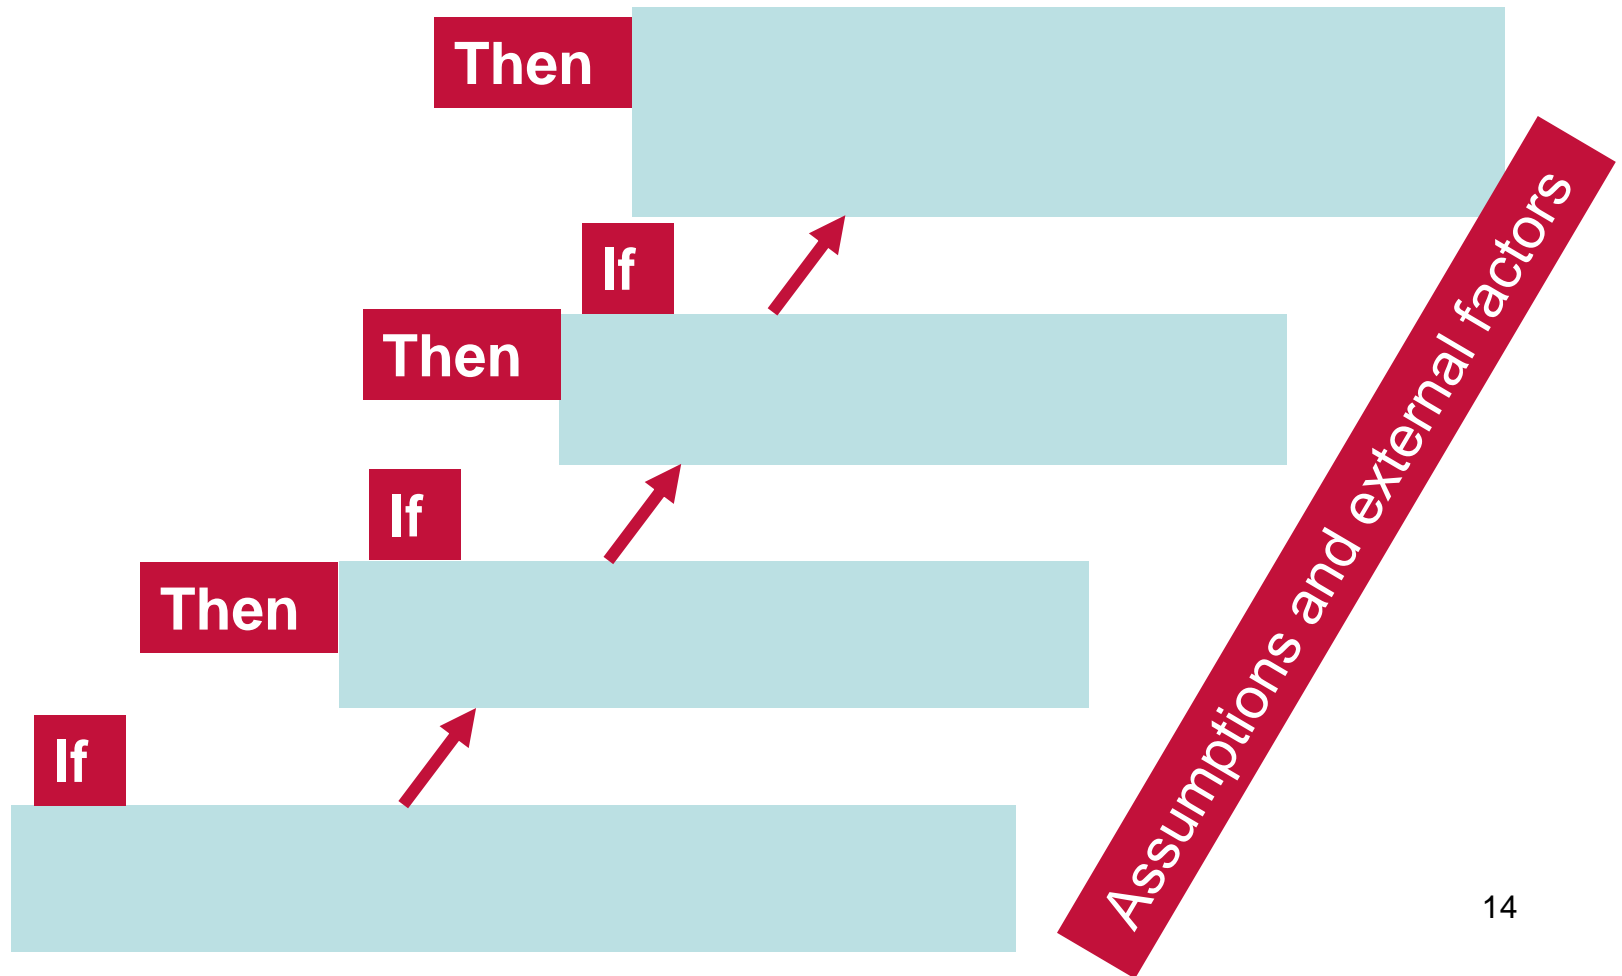 Then
If
Then
If
Then
If
Assumptions and external factors
14